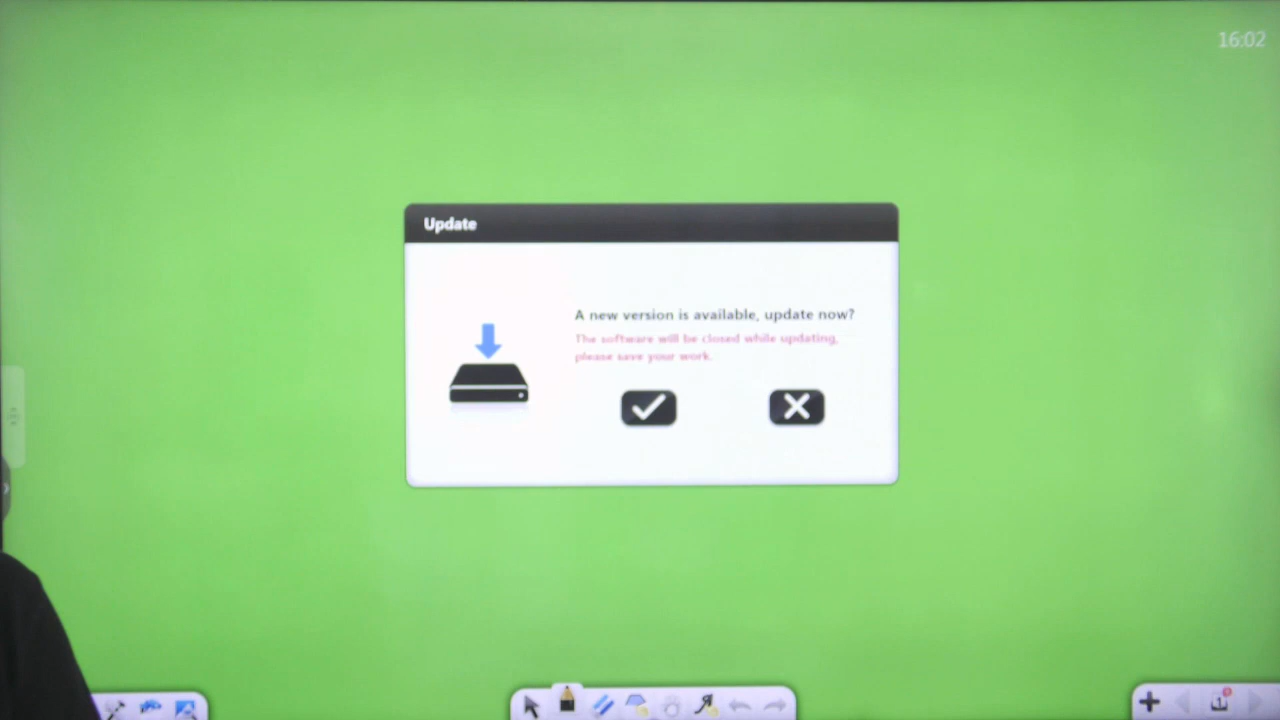 16:02
Update
A new version is available, update now?
The software will be closed while updating,
please save your work.
1